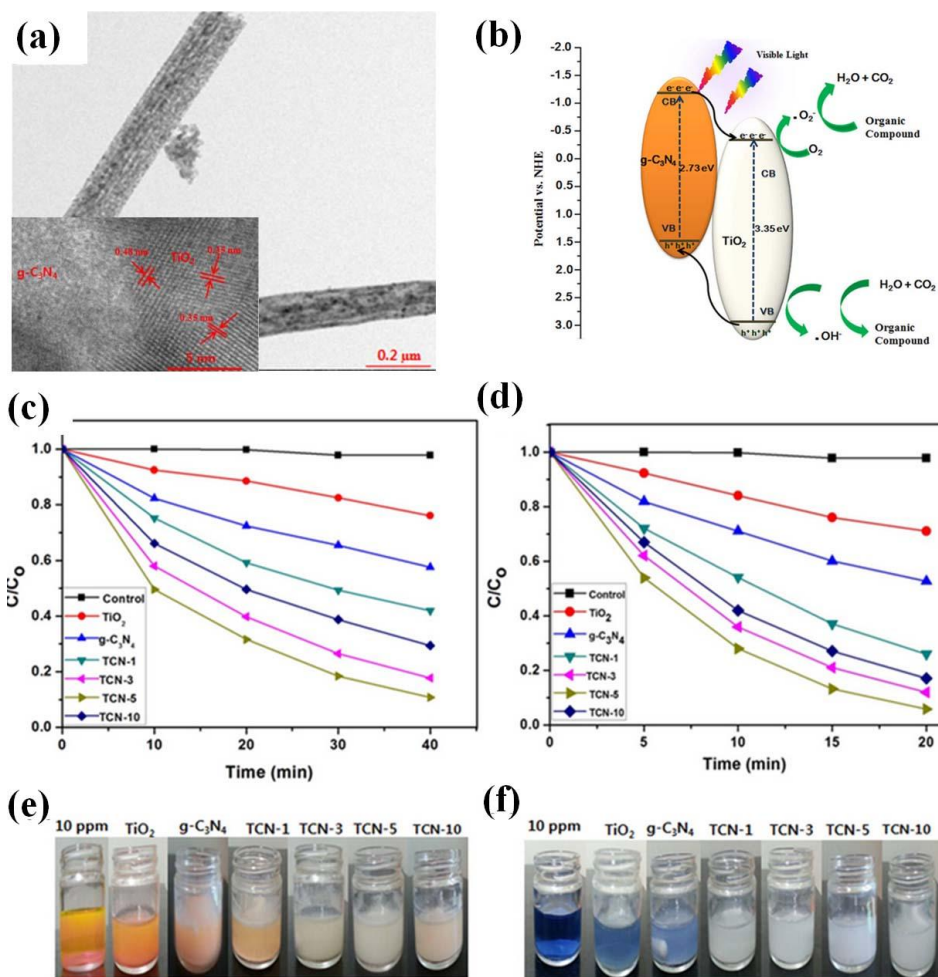 (a)
g-C₃N₄
0.48 nm
TiO₂
0.35 nm
0.35 nm
5 nm
0.2 μm
(b)
Potential vs. NHE
-2.0
-1.5
-1.0
-0.5
0.0
0.5
1.0
1.5
2.0
2.5
3.0
Visible Light
e- e- e-
CB
g-C₃N₄
2.73 eV
VB
h⁺ h⁺ h⁺
e- e- e-
CB
3.35 eV
TiO₂
VB
h⁺ h⁺ h⁺
H₂O + CO₂
.O₂⁻
Organic
Compound
O₂
H₂O + CO₂
.OH⁻
Organic
Compound
(c)
C/C₀
1.0
0.8
0.6
0.4
0.2
0.0
Control
TiO₂
g-C₃N₄
TCN-1
TCN-3
TCN-5
TCN-10
0 10 20 30 40
Time (min)
(d)
C/C₀
1.0
0.8
0.6
0.4
0.2
0.0
Control
TiO₂
g-C₃N₄
TCN-1
TCN-3
TCN-5
TCN-10
0 5 10 15 20
Time (min)
(e)
10 ppm TiO₂ g-C₃N₄ TCN-1 TCN-3 TCN-5 TCN-10
(f)
10 ppm TiO₂ g-C₃N₄ TCN-1 TCN-3 TCN-5 TCN-10